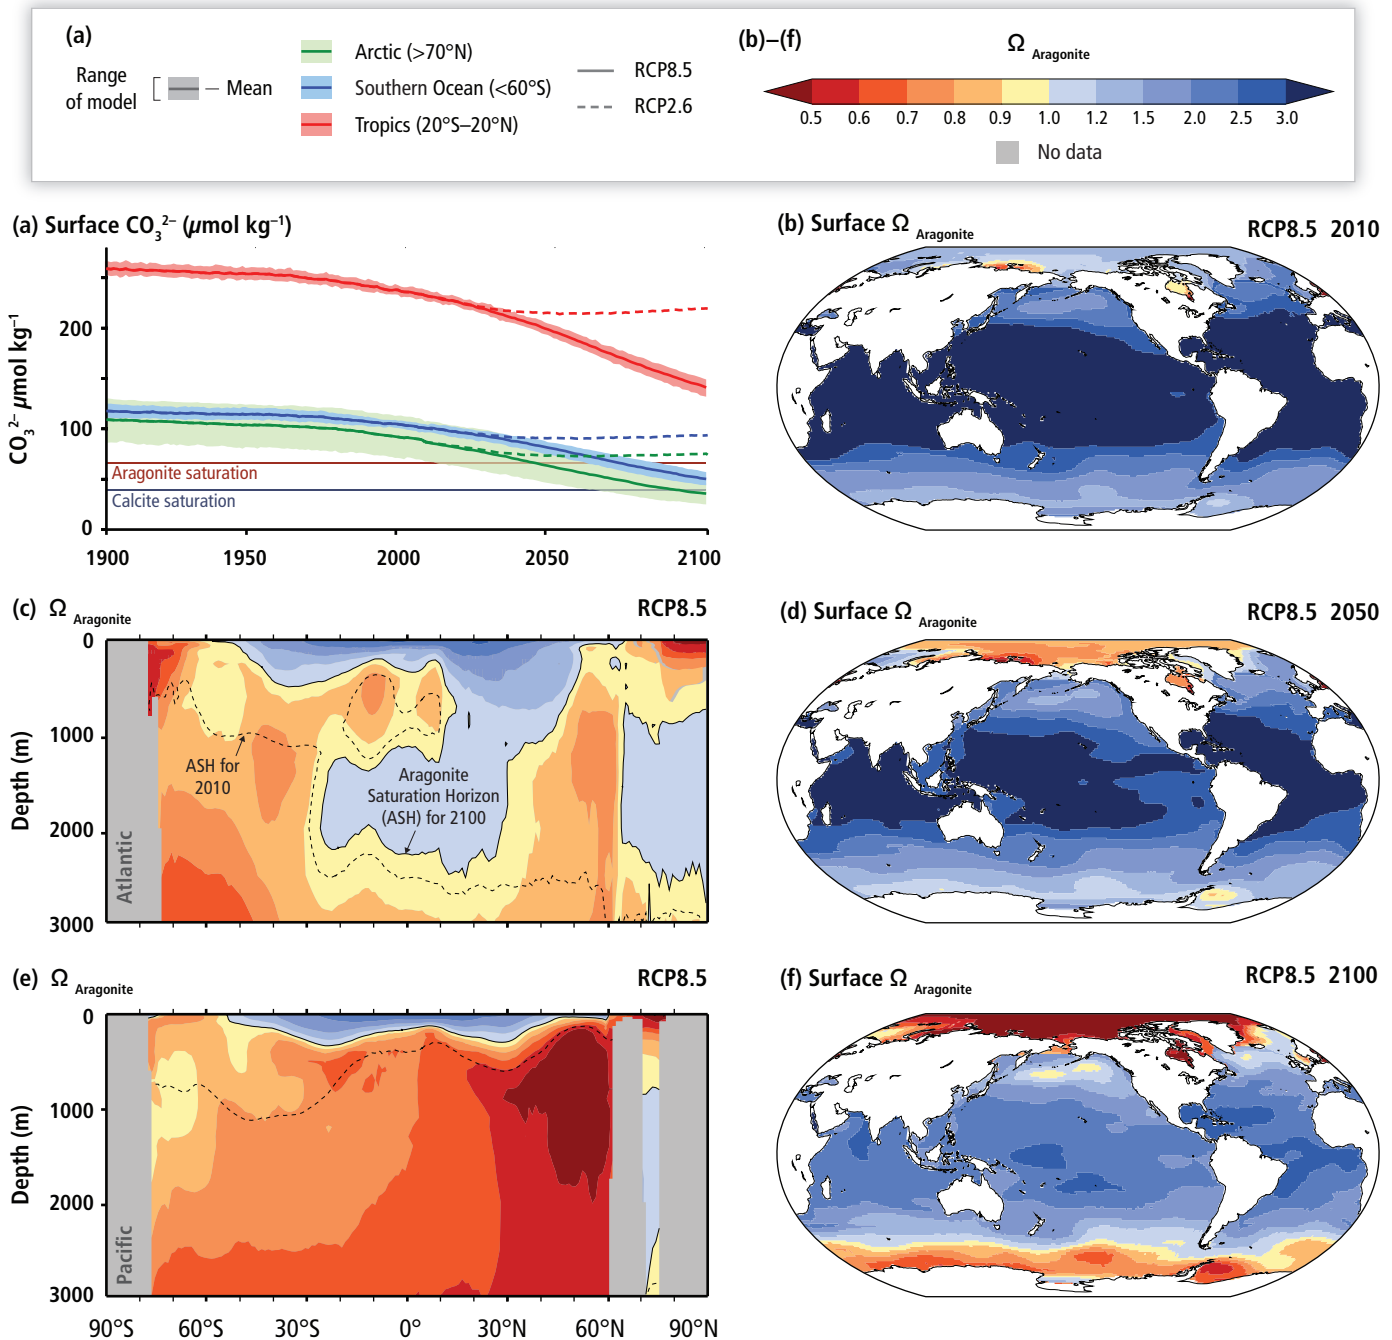 (a)
Range of model
Mean
Arctic (>70°N)
Southern Ocean (<60°S)
Tropics (20°S–20°N)
RCP8.5
RCP2.6
(b)–(f)
Ω Aragonite
0.5 0.6 0.7 0.8 0.9 1.0 1.2 1.5 2.0 2.5 3.0
No data
(a) Surface CO₃²⁻ (μmol kg⁻¹)
CO₃²⁻ μmol kg⁻¹
200
100
0
Aragonite saturation
Calcite saturation
1900 1950 2000 2050 2100
(b) Surface Ω Aragonite RCP8.5 2010
(c) Ω Aragonite RCP8.5
Depth (m)
0
1000
2000
3000
ASH for
2010
Aragonite
Saturation Horizon
(ASH) for 2100
Atlantic
(d) Surface Ω Aragonite RCP8.5 2050
(e) Ω Aragonite RCP8.5
Depth (m)
0
1000
2000
3000
Pacific
90°S 60°S 30°S 0° 30°N 60°N 90°N
(f) Surface Ω Aragonite RCP8.5 2100